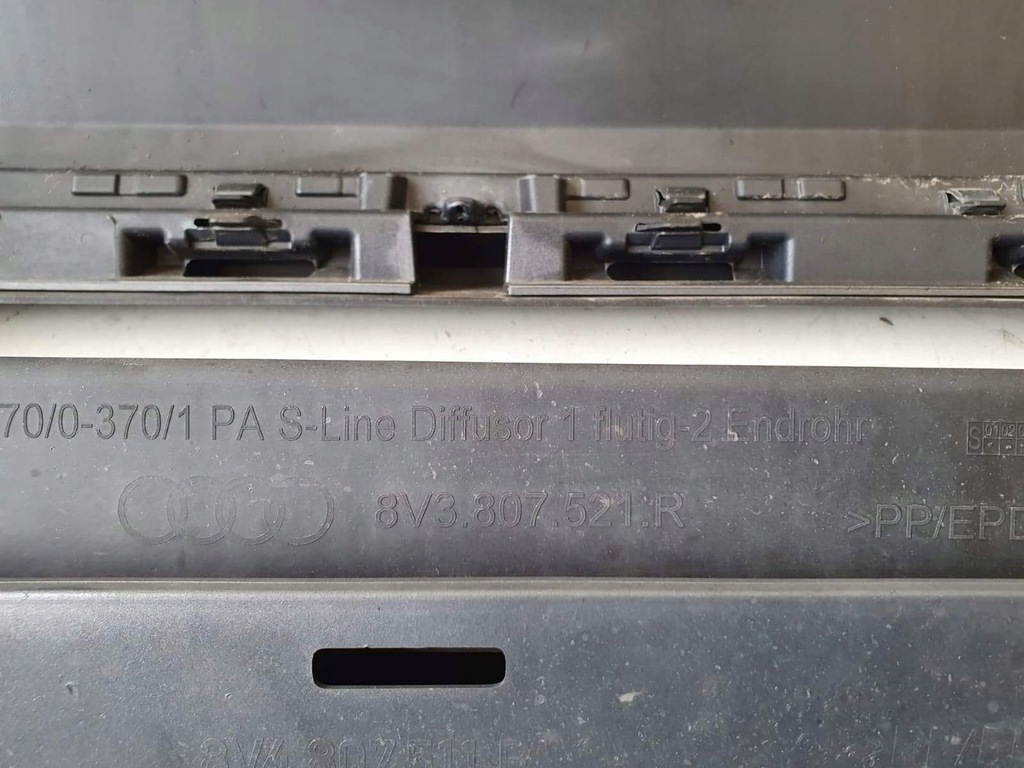 70/0-370/1 PA S-Line Diffusor 1 flutig-2 Endrohr
8V3.807.521.R
>PP/EPD